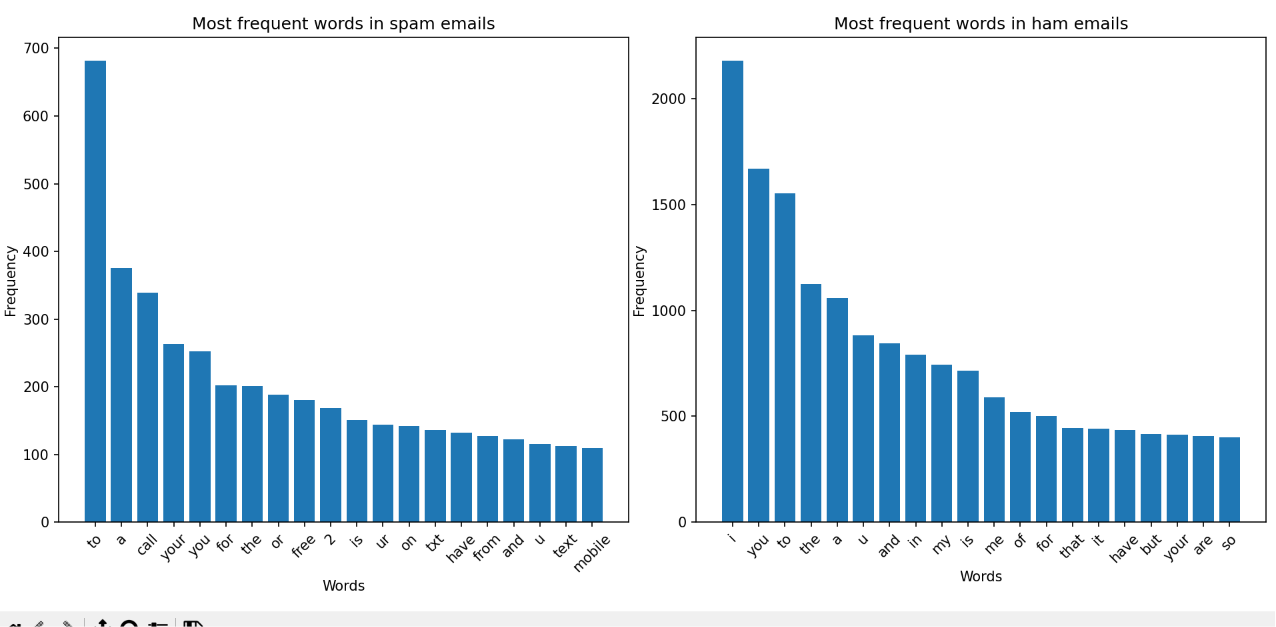 Most frequent words in spam emails
Frequency
700
600
500
400
300
200
100
0
to a call your you for the or free 2 is ur on txt have from and u text mobile
Words
Most frequent words in ham emails
Frequency
2000
1500
1000
500
0
i you to the a u and in my is me of for that it have but your are so
Words